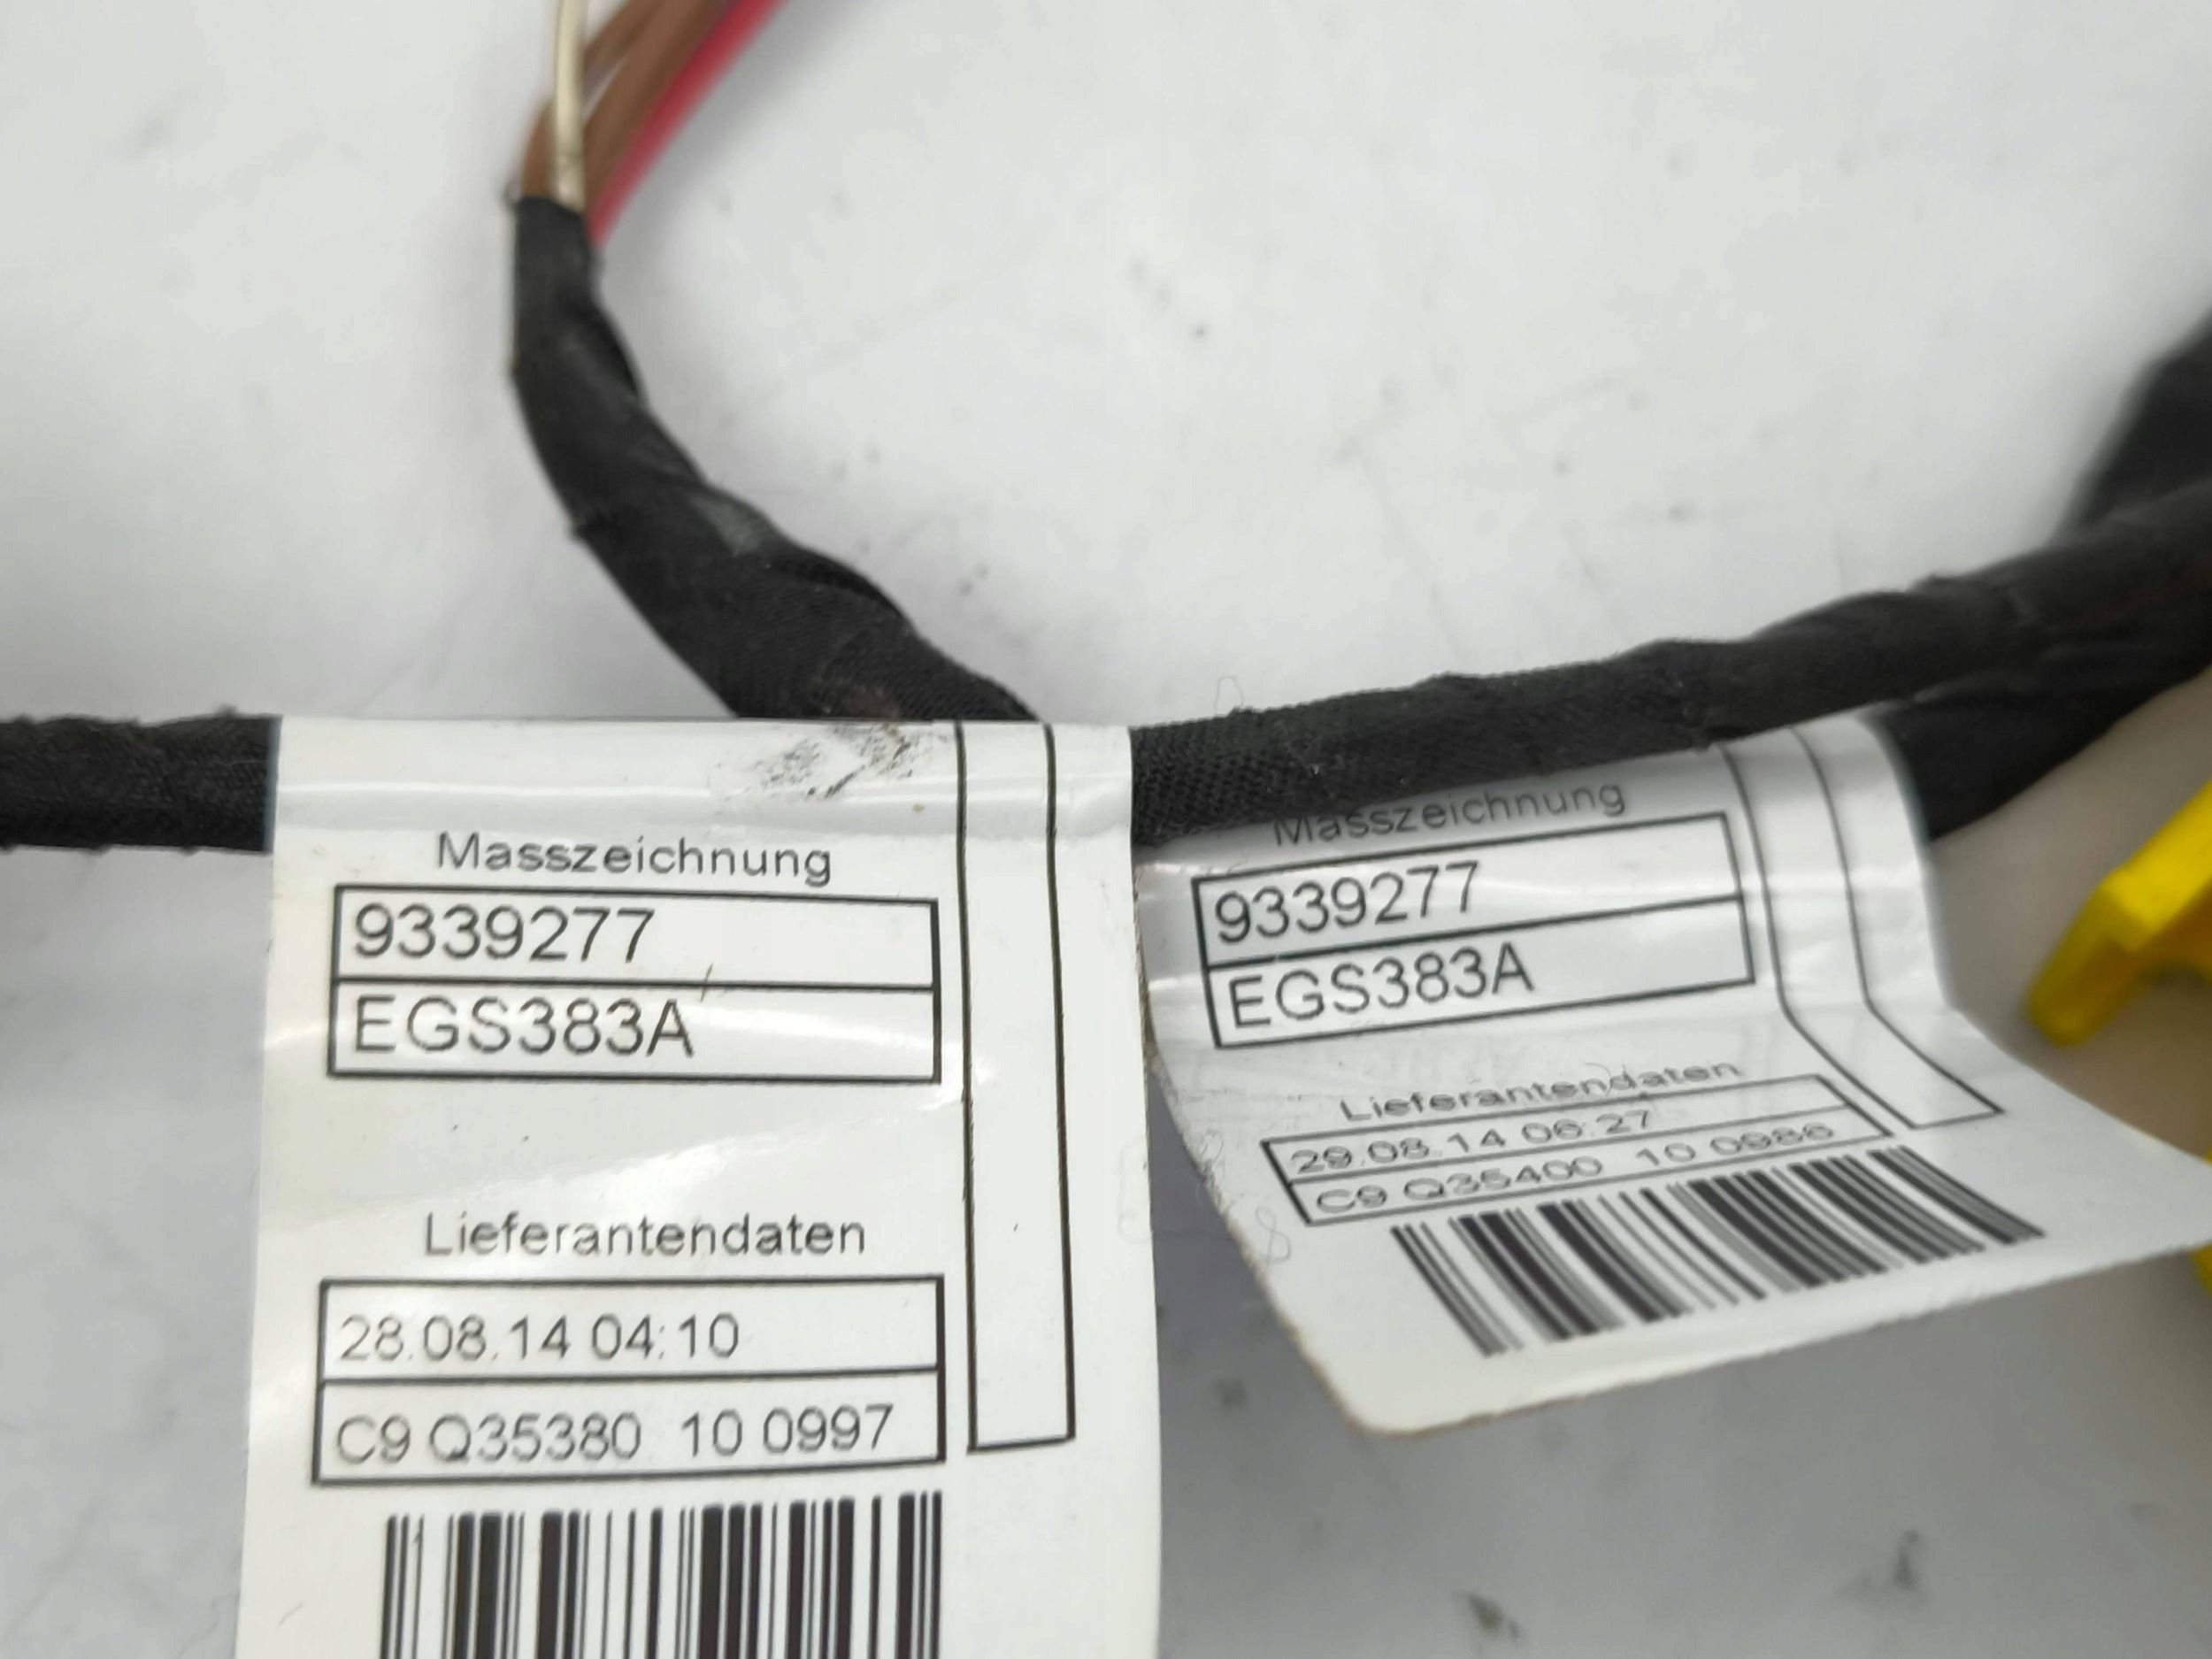 Masszeichnung
9339277
EGS383A
Lieferantendaten
28.08.14 04:10
C9 Q35380 10 0997
Masszeichnung
9339277
EGS383A
Lieferantendaten
29.08.14 06:27
C9 Q35400 10 0986